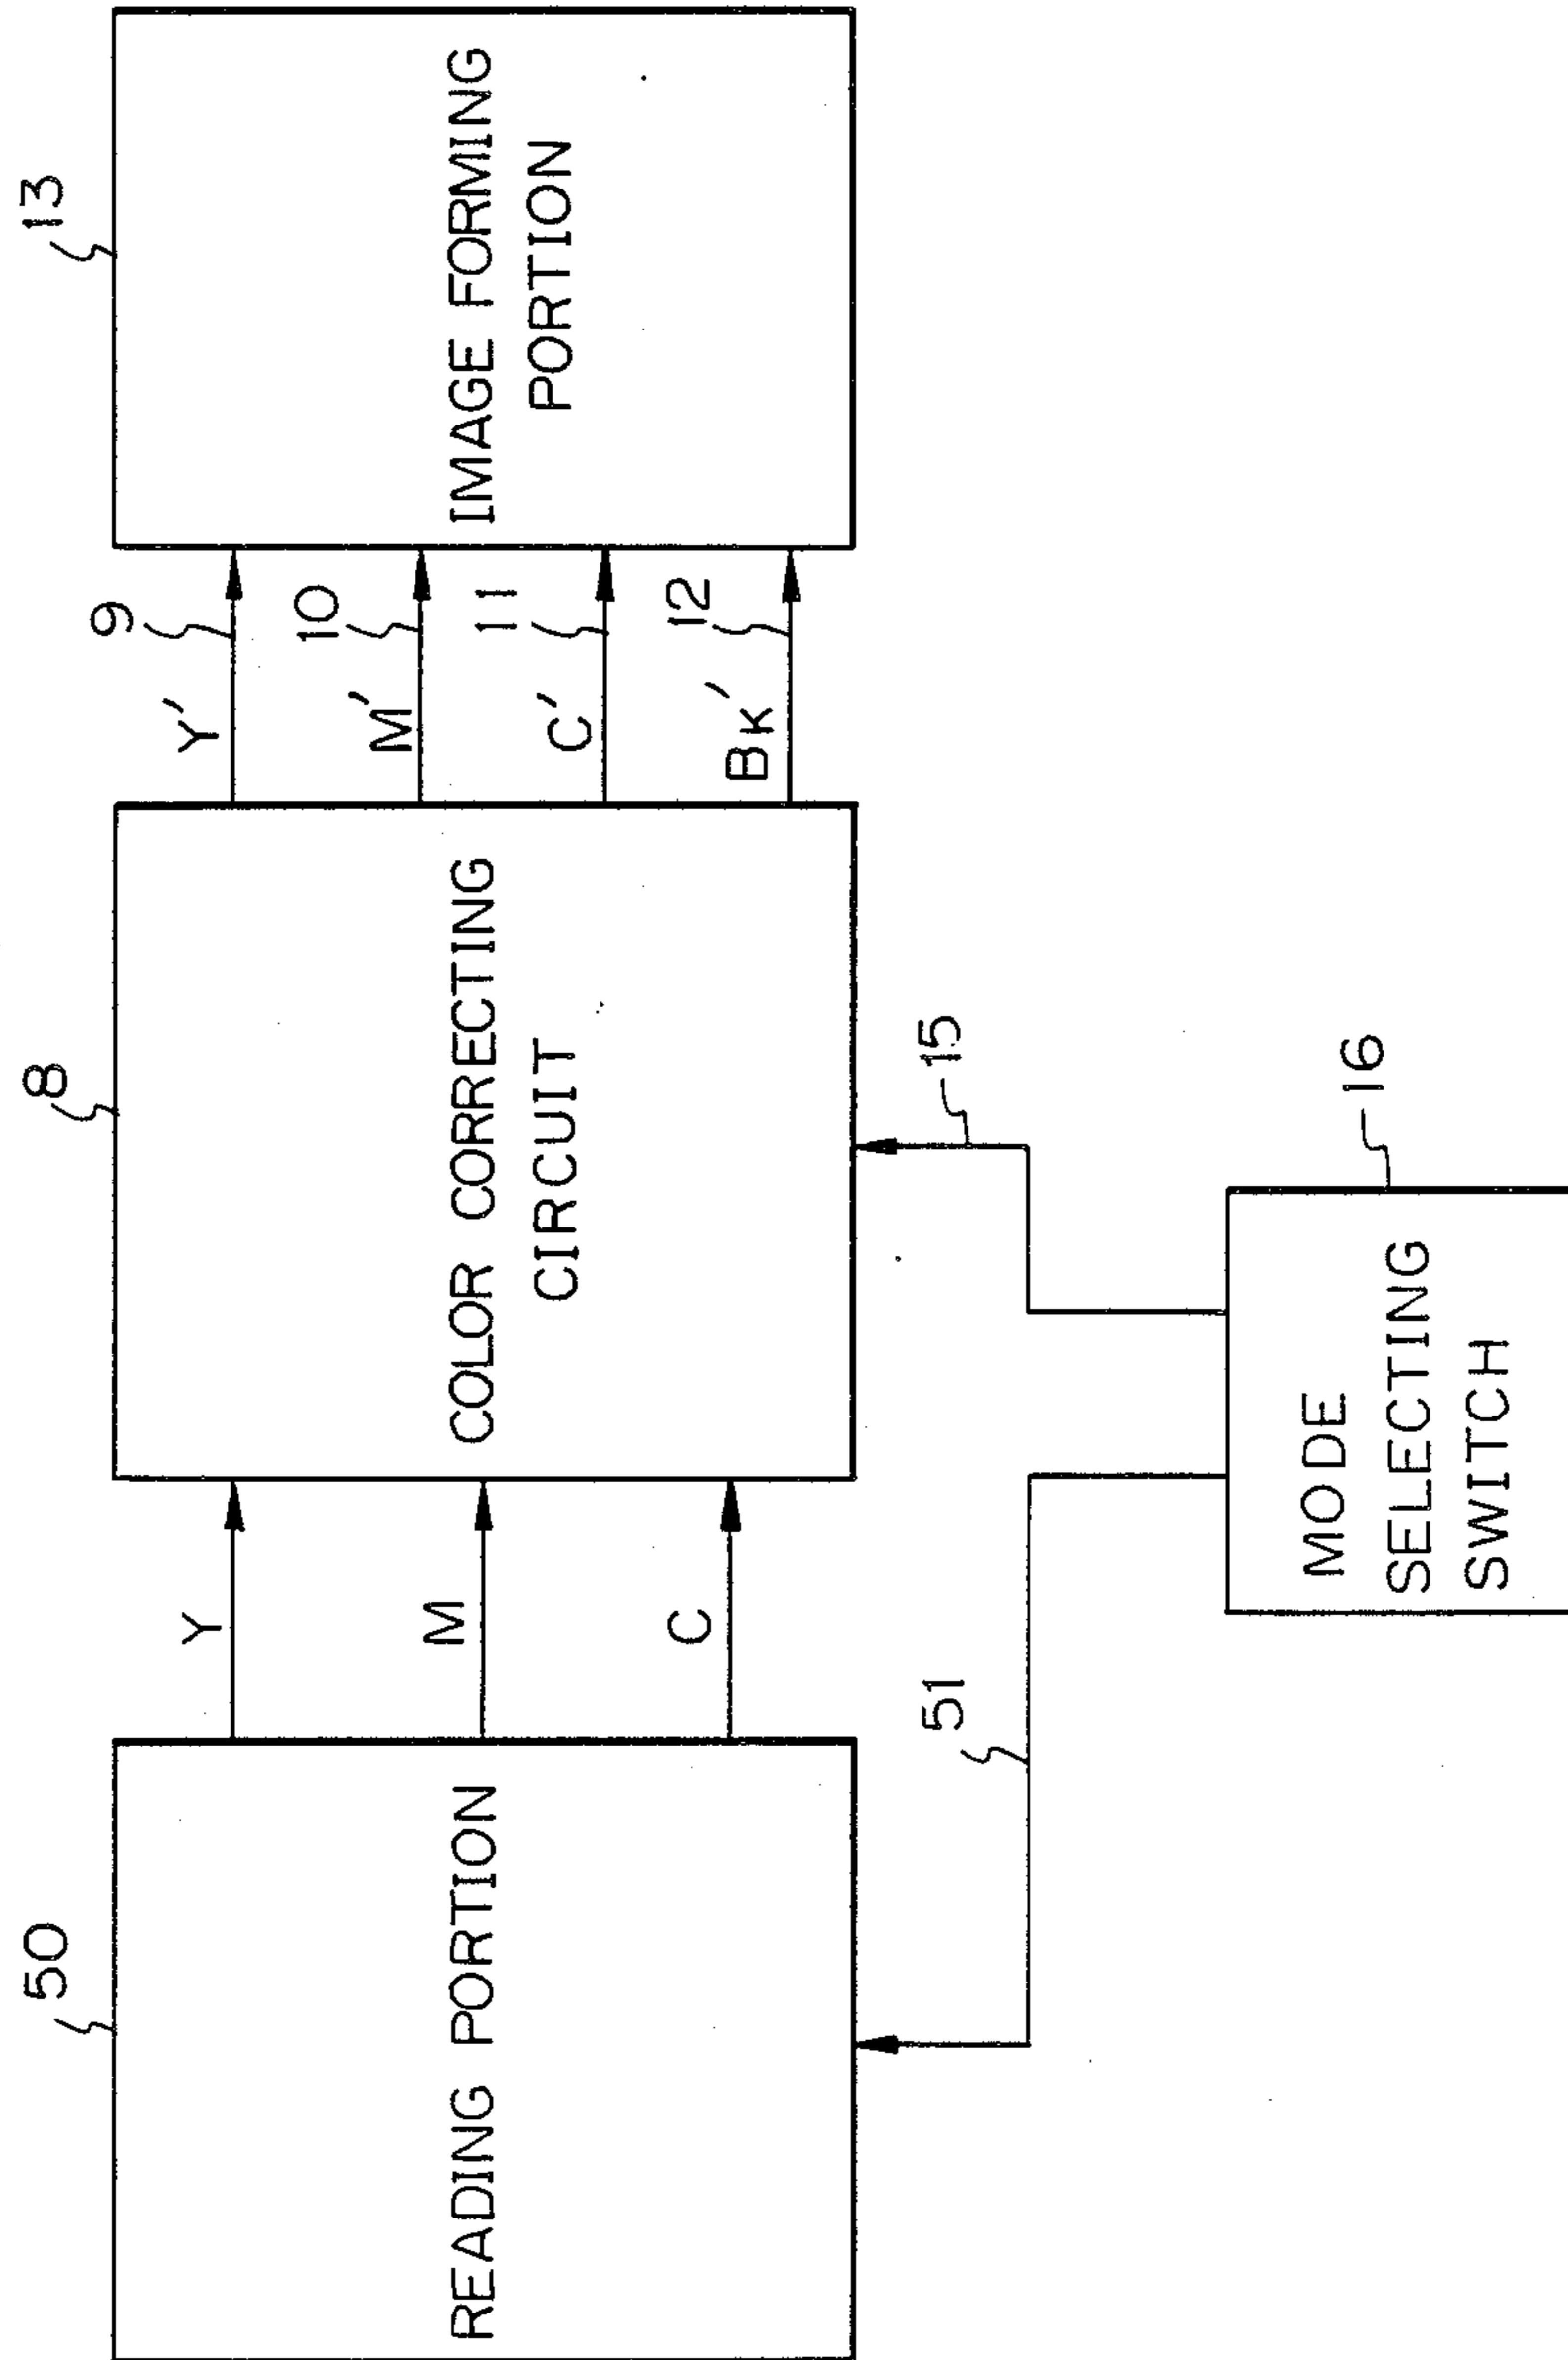 50
READING PORTION
Y
M
C
51
8
COLOR CORRECTING
CIRCUIT
15
Y′
M′
C′
Bk′
9
10
11
12
13
IMAGE FORMING
PORTION
16
MODE
SELECTING
SWITCH